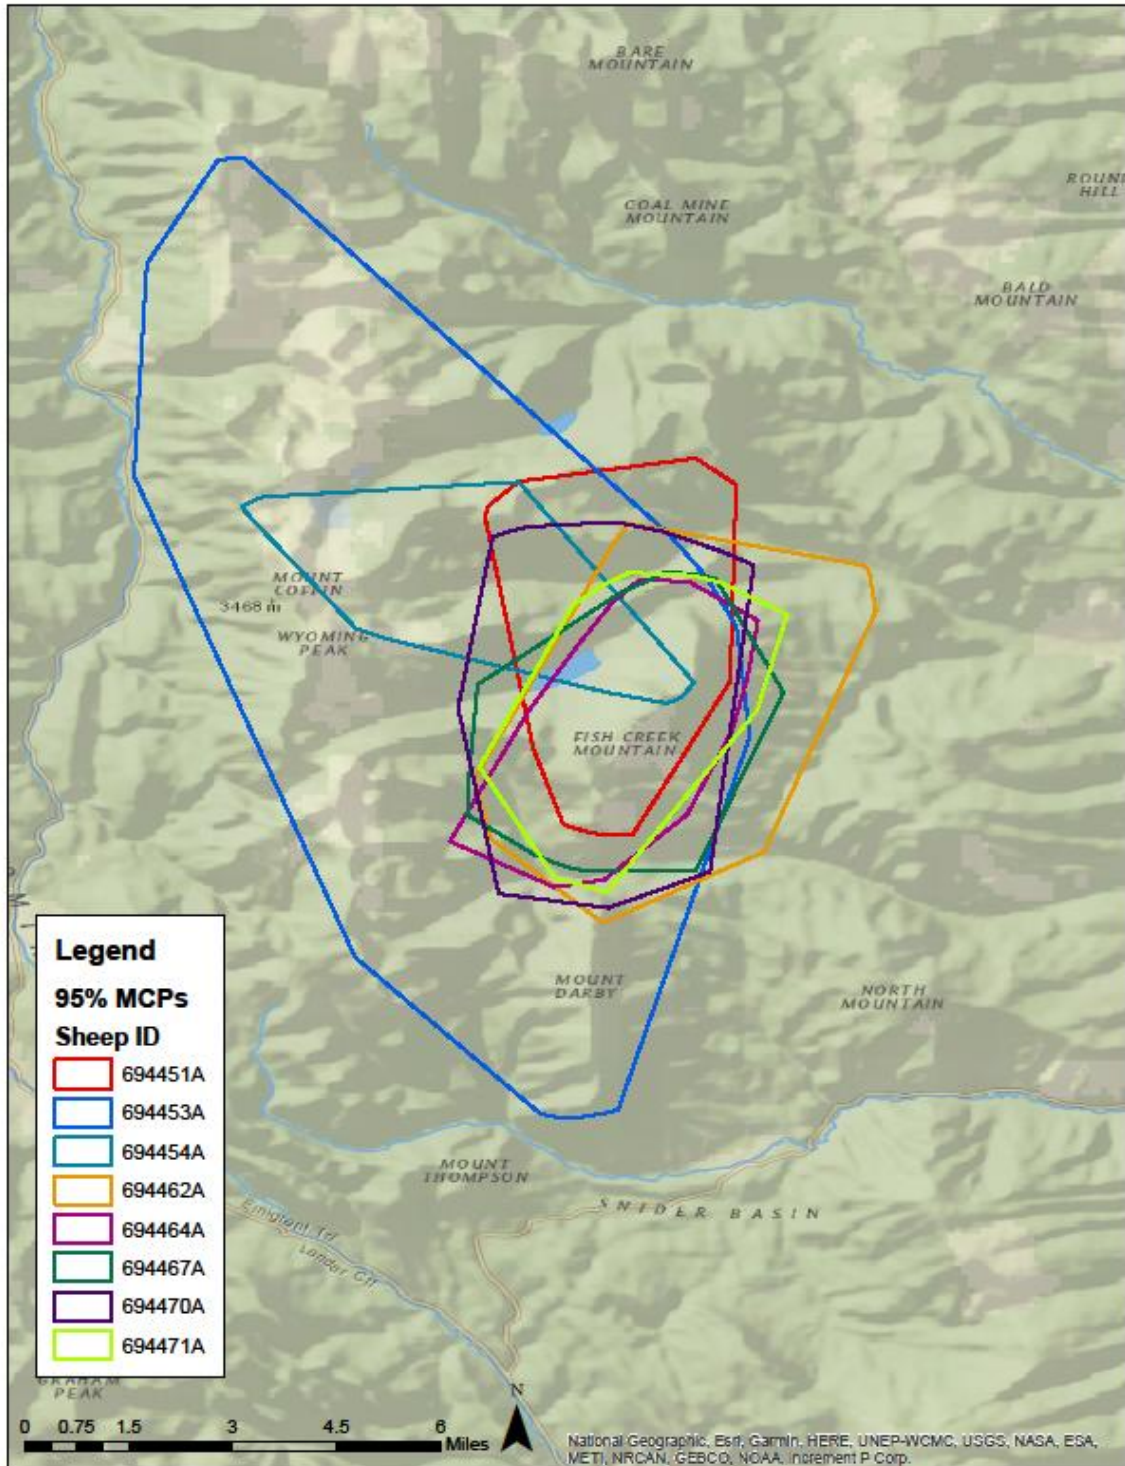 BARE
MOUNTAIN
ROUND
HILL
COAL MINE
MOUNTAIN
BALD
MOUNTAIN
MOUNT
COFFIN
3468 m
WYOMING
PEAK
FISH CREEK
MOUNTAIN
MOUNT
DARBY
NORTH
MOUNTAIN
MOUNT
THOMPSON
SNIDER BASIN
Emigrant Trl
Lander Ctf
Legend
95% MCPs
Sheep ID
694451A
694453A
694454A
694462A
694464A
694467A
694470A
694471A
GRAHAM
PEAK
0 0.75 1.5 3 4.5 6
Miles
N
National Geographic, Esri, Garmin, HERE, UNEP-WCMC, USGS, NASA, ESA,
METI, NRCAN, GEBCO, NOAA, increment P Corp.